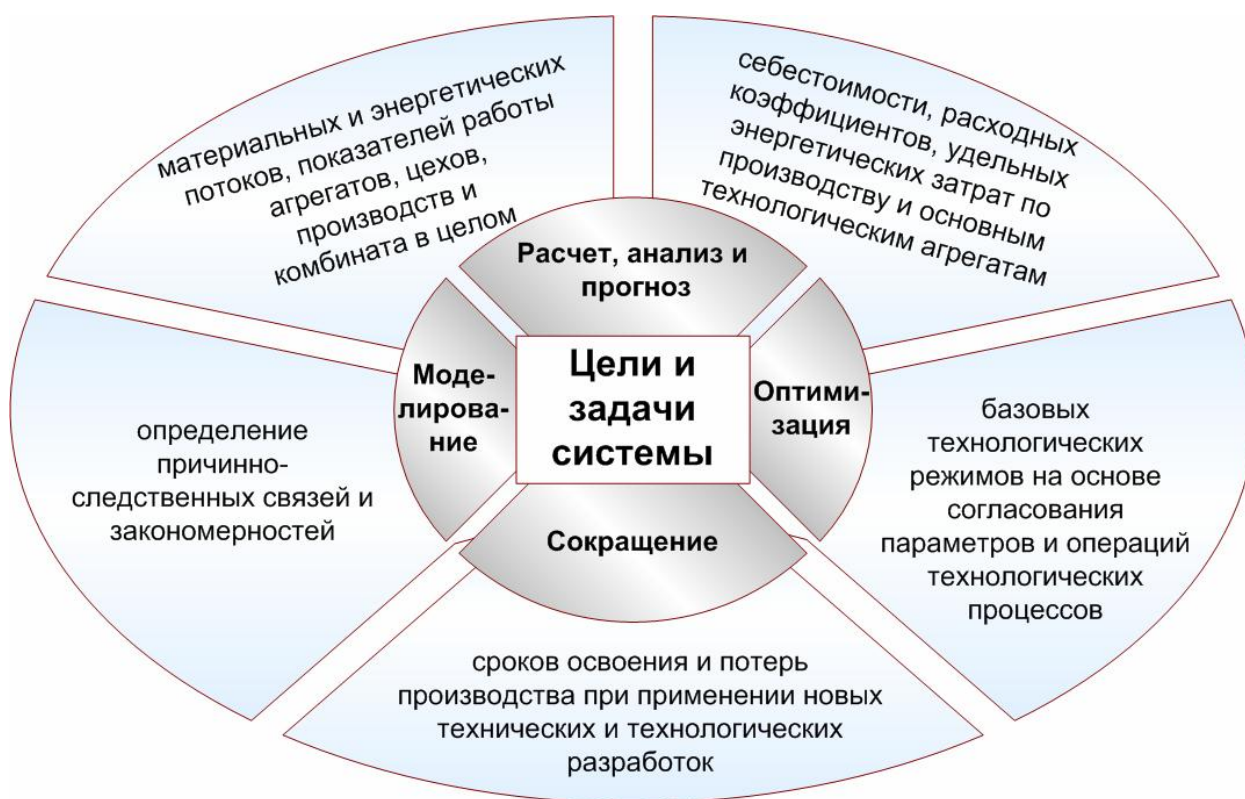 материальных и энергетических
потоков, показателей работы
агрегатов, цехов,
производств и
комбината в целом
себестоимости, расходных
коэффициентов, удельных
энергетических затрат по
производству и основным
технологическим агрегатам
Расчет, анализ и
прогноз
Моде-
лирова-
ние
Цели и
задачи
системы
Оптими-
зация
Сокращение
определение
причинно-
следственных связей и
закономерностей
базовых
технологических
режимов на основе
согласования
параметров и операций
технологических
процессов
сроков освоения и потерь
производства при применении новых
технических и технологических
разработок